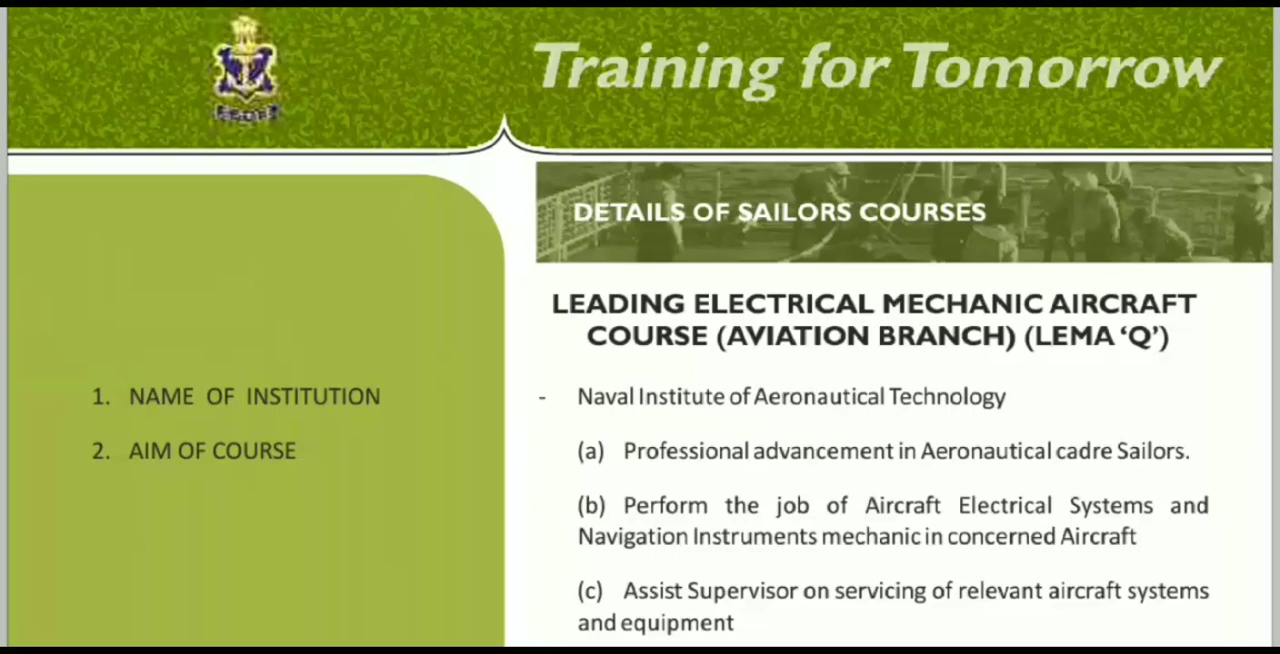 Training for Tomorrow
DETAILS OF SAILORS COURSES
LEADING ELECTRICAL MECHANIC AIRCRAFT
COURSE (AVIATION BRANCH) (LEMA ‘Q’)
1. NAME OF INSTITUTION - Naval Institute of Aeronautical Technology
2. AIM OF COURSE (a) Professional advancement in Aeronautical cadre Sailors.
(b) Perform the job of Aircraft Electrical Systems and
Navigation Instruments mechanic in concerned Aircraft
(c) Assist Supervisor on servicing of relevant aircraft systems
and equipment